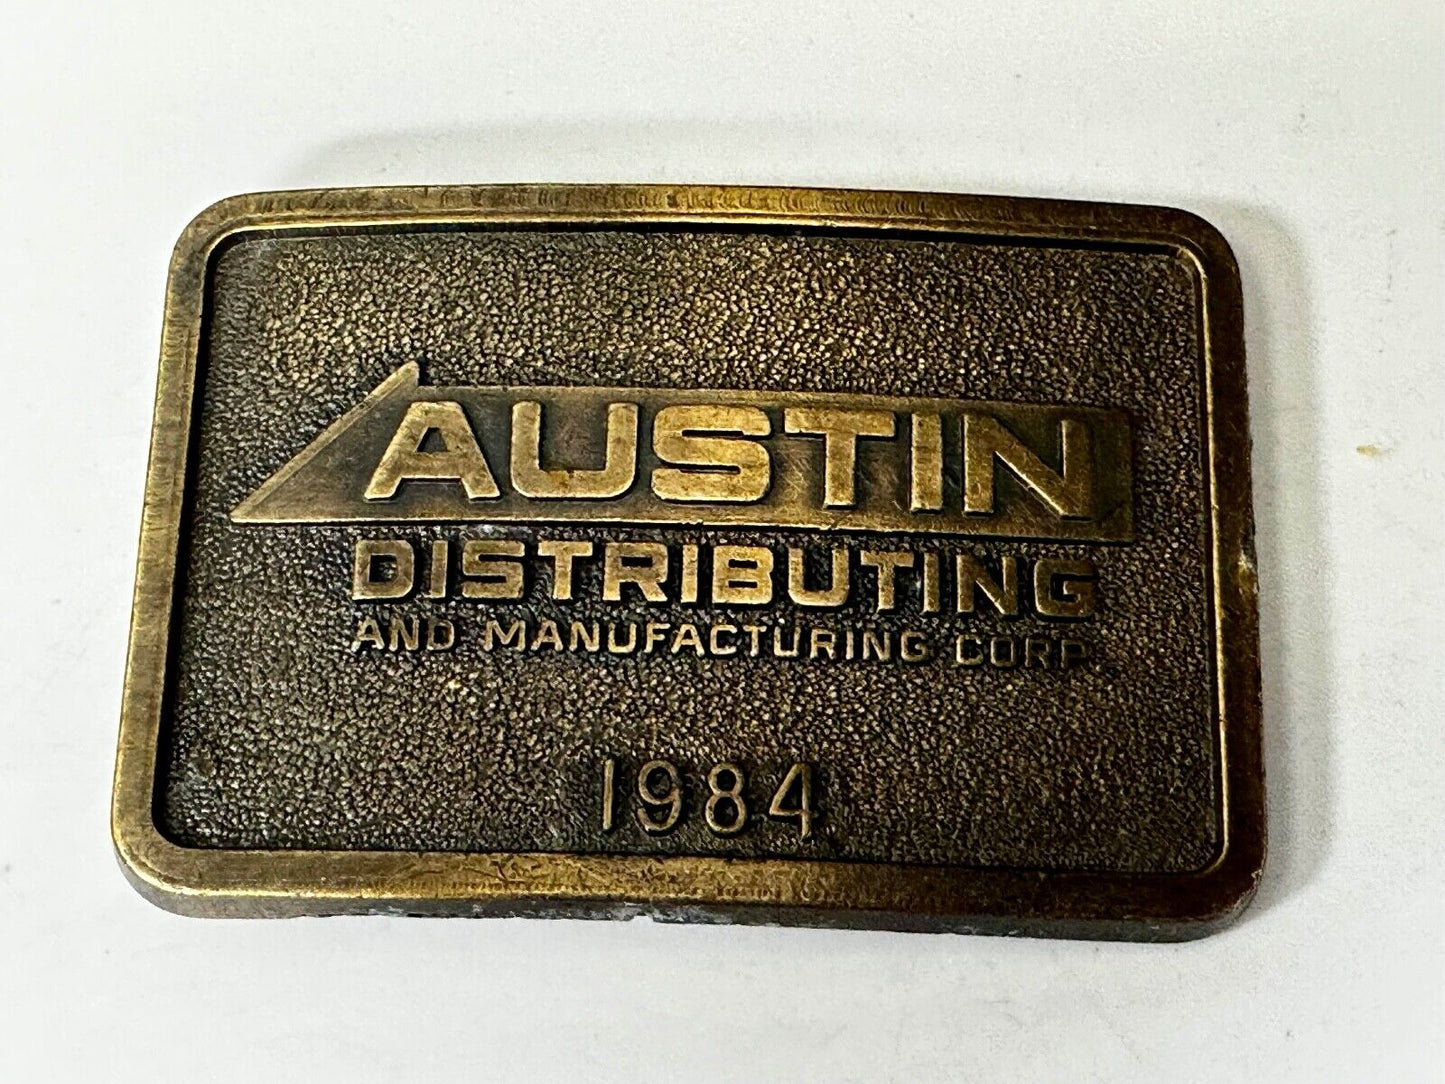 AUSTIN
DISTRIBUTING
AND MANUFACTURING CORP
1984